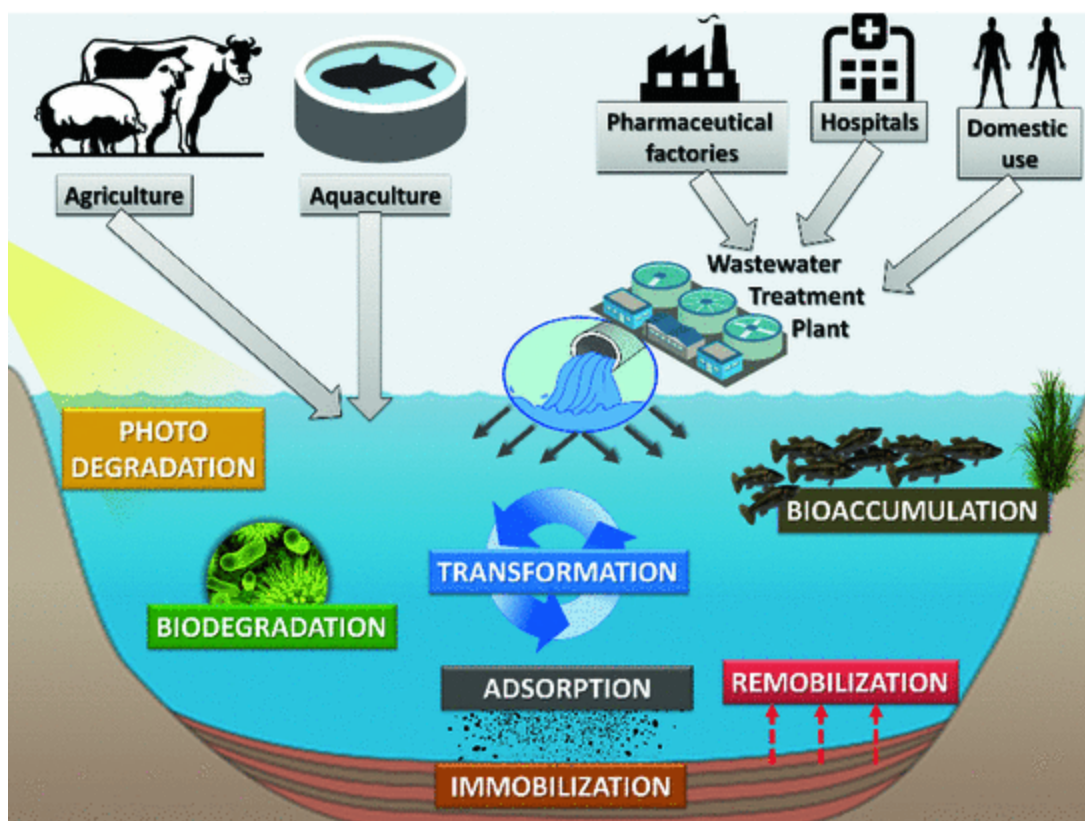 Agriculture
Aquaculture
Pharmaceutical
factories
Hospitals
Domestic
use
Wastewater
Treatment
Plant
PHOTO
DEGRADATION
BIOACCUMULATION
TRANSFORMATION
BIODEGRADATION
ADSORPTION
REMOBILIZATION
IMMOBILIZATION